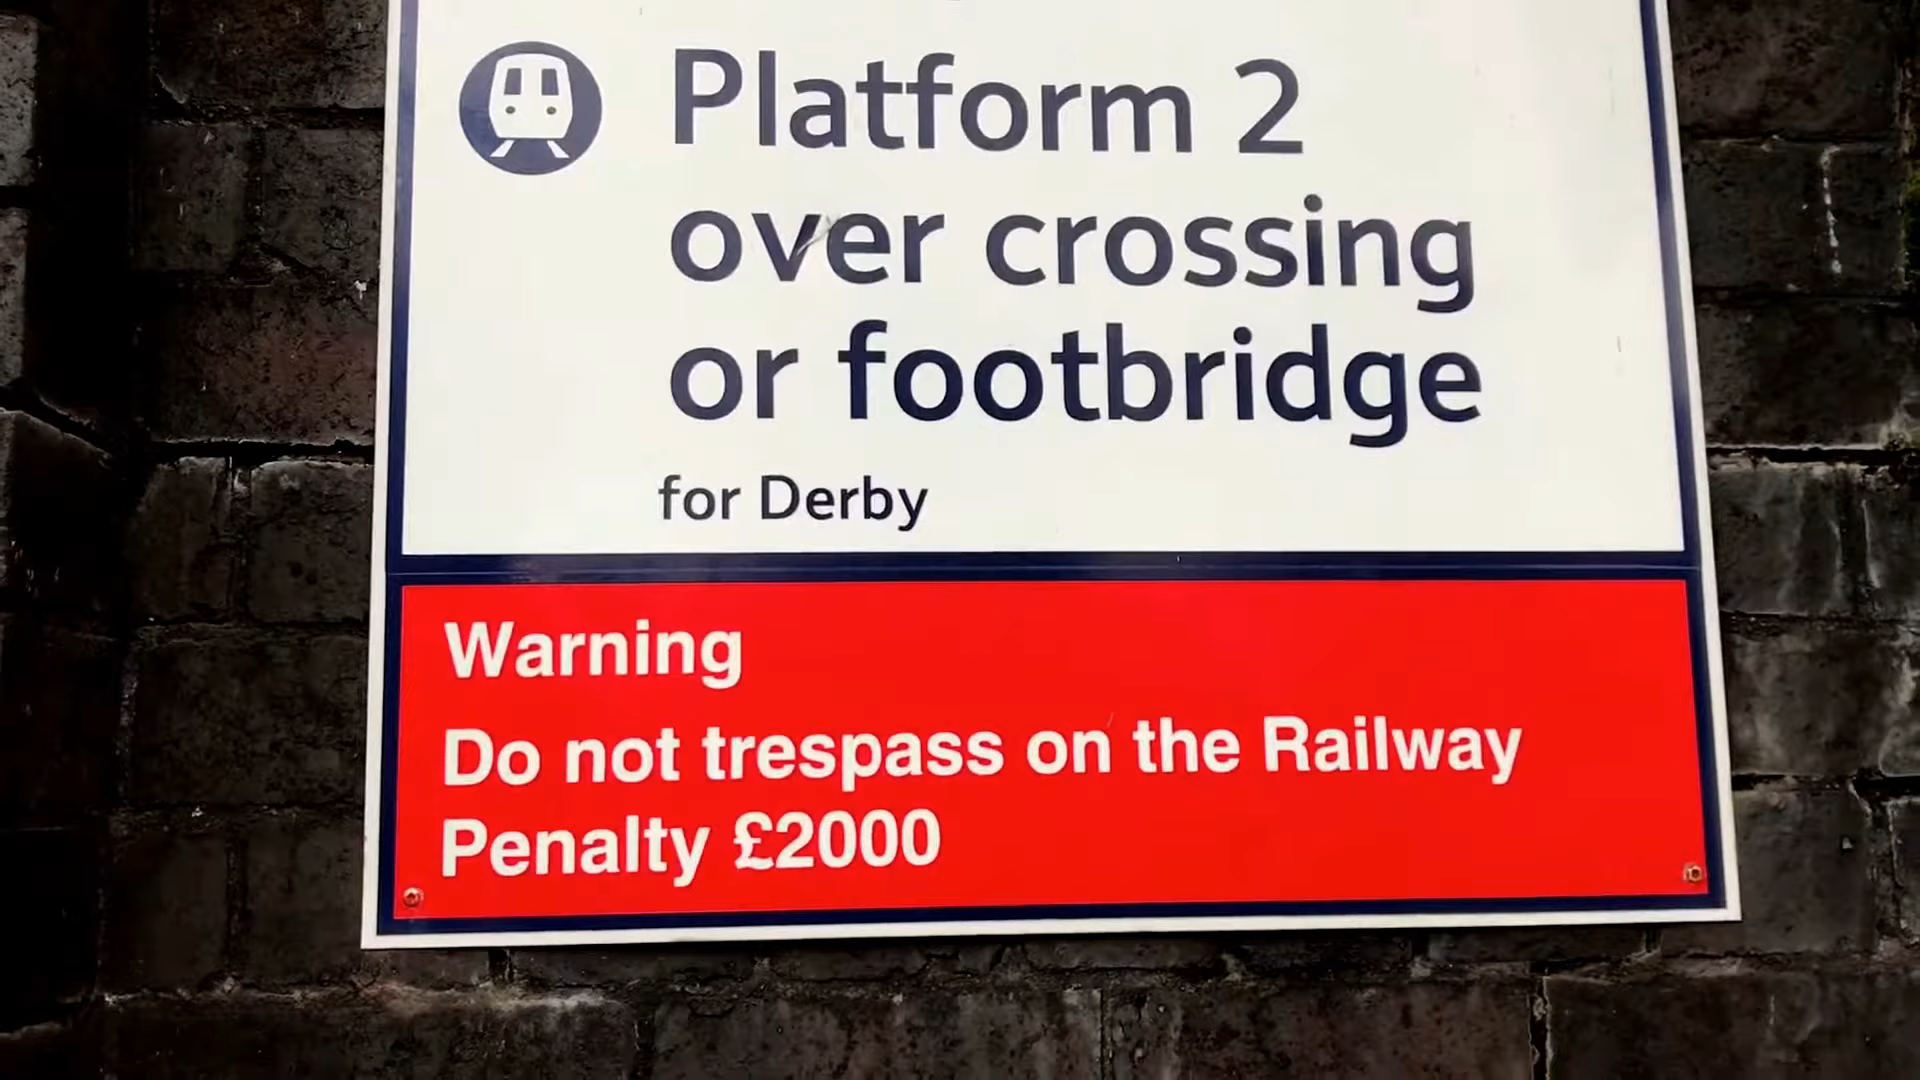 Platform 2
over crossing
or footbridge
for Derby
Warning
Do not trespass on the Railway
Penalty £2000